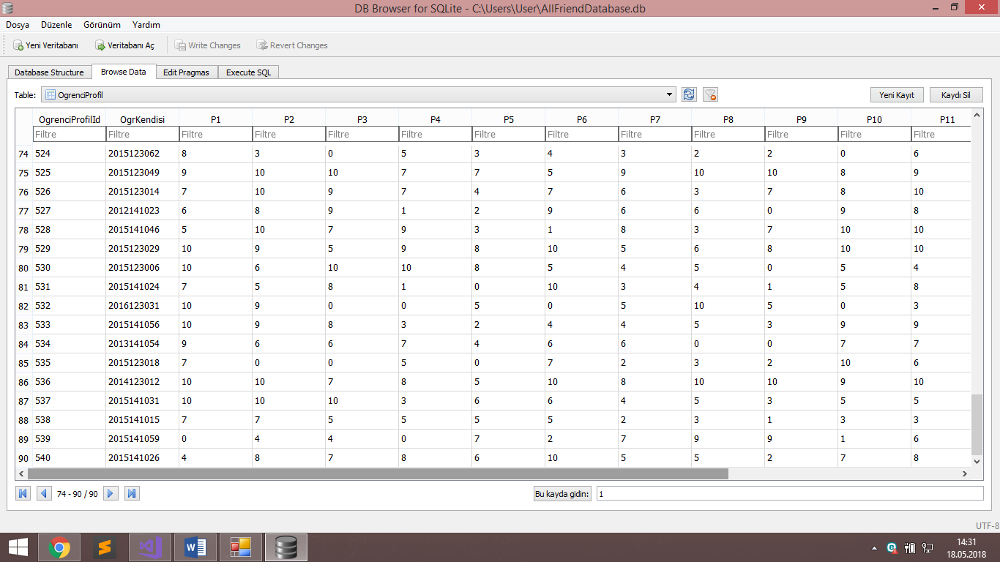 DB Browser for SQLite - C:\Users\User\AllFriendDatabase.db
Dosya Düzenle Görünüm Yardım
Yeni Veritabanı Veritabanı Aç Write Changes Revert Changes
Database Structure Browse Data Edit Pragmas Execute SQL
Table: OgrenciProfil Yeni Kayıt Kaydı Sil
OgrenciProfilId OgrKendisi P1 P2 P3 P4 P5 P6 P7 P8 P9 P10 P11
Filtre Filtre Filtre Filtre Filtre Filtre Filtre Filtre Filtre Filtre Filtre Filtre Filtre
74 524 2015123062 8 3 0 5 3 4 3 2 2 0 6
75 525 2015123049 9 10 10 7 7 5 9 10 10 8 9
76 526 2015123014 7 10 9 7 4 7 6 3 7 8 10
77 527 2012141023 6 8 9 1 2 9 6 6 0 9 8
78 528 2015141046 5 10 7 9 3 1 8 3 7 10 10
79 529 2015123029 10 9 5 9 8 10 5 6 8 10 10
80 530 2015123006 10 6 10 10 8 5 4 5 0 5 4
81 531 2015141024 7 5 8 1 0 10 3 4 1 5 8
82 532 2016123031 10 9 0 0 5 0 5 10 5 0 3
83 533 2015141056 10 9 8 3 2 4 4 5 3 9 9
84 534 2013141054 9 6 6 7 4 6 6 0 0 7 7
85 535 2015123018 7 0 0 5 0 7 2 3 2 10 6
86 536 2014123012 10 10 7 8 5 10 8 10 10 9 10
87 537 2015141031 10 10 10 3 6 6 4 5 3 5 5
88 538 2015141015 7 7 5 5 5 5 2 3 1 3 3
89 539 2015141059 0 4 4 0 7 2 7 9 9 1 6
90 540 2015141026 4 8 7 8 6 10 5 5 2 7 8
74 - 90 / 90 Bu kayda gidin: 1
UTF-8
14:31
18.05.2018